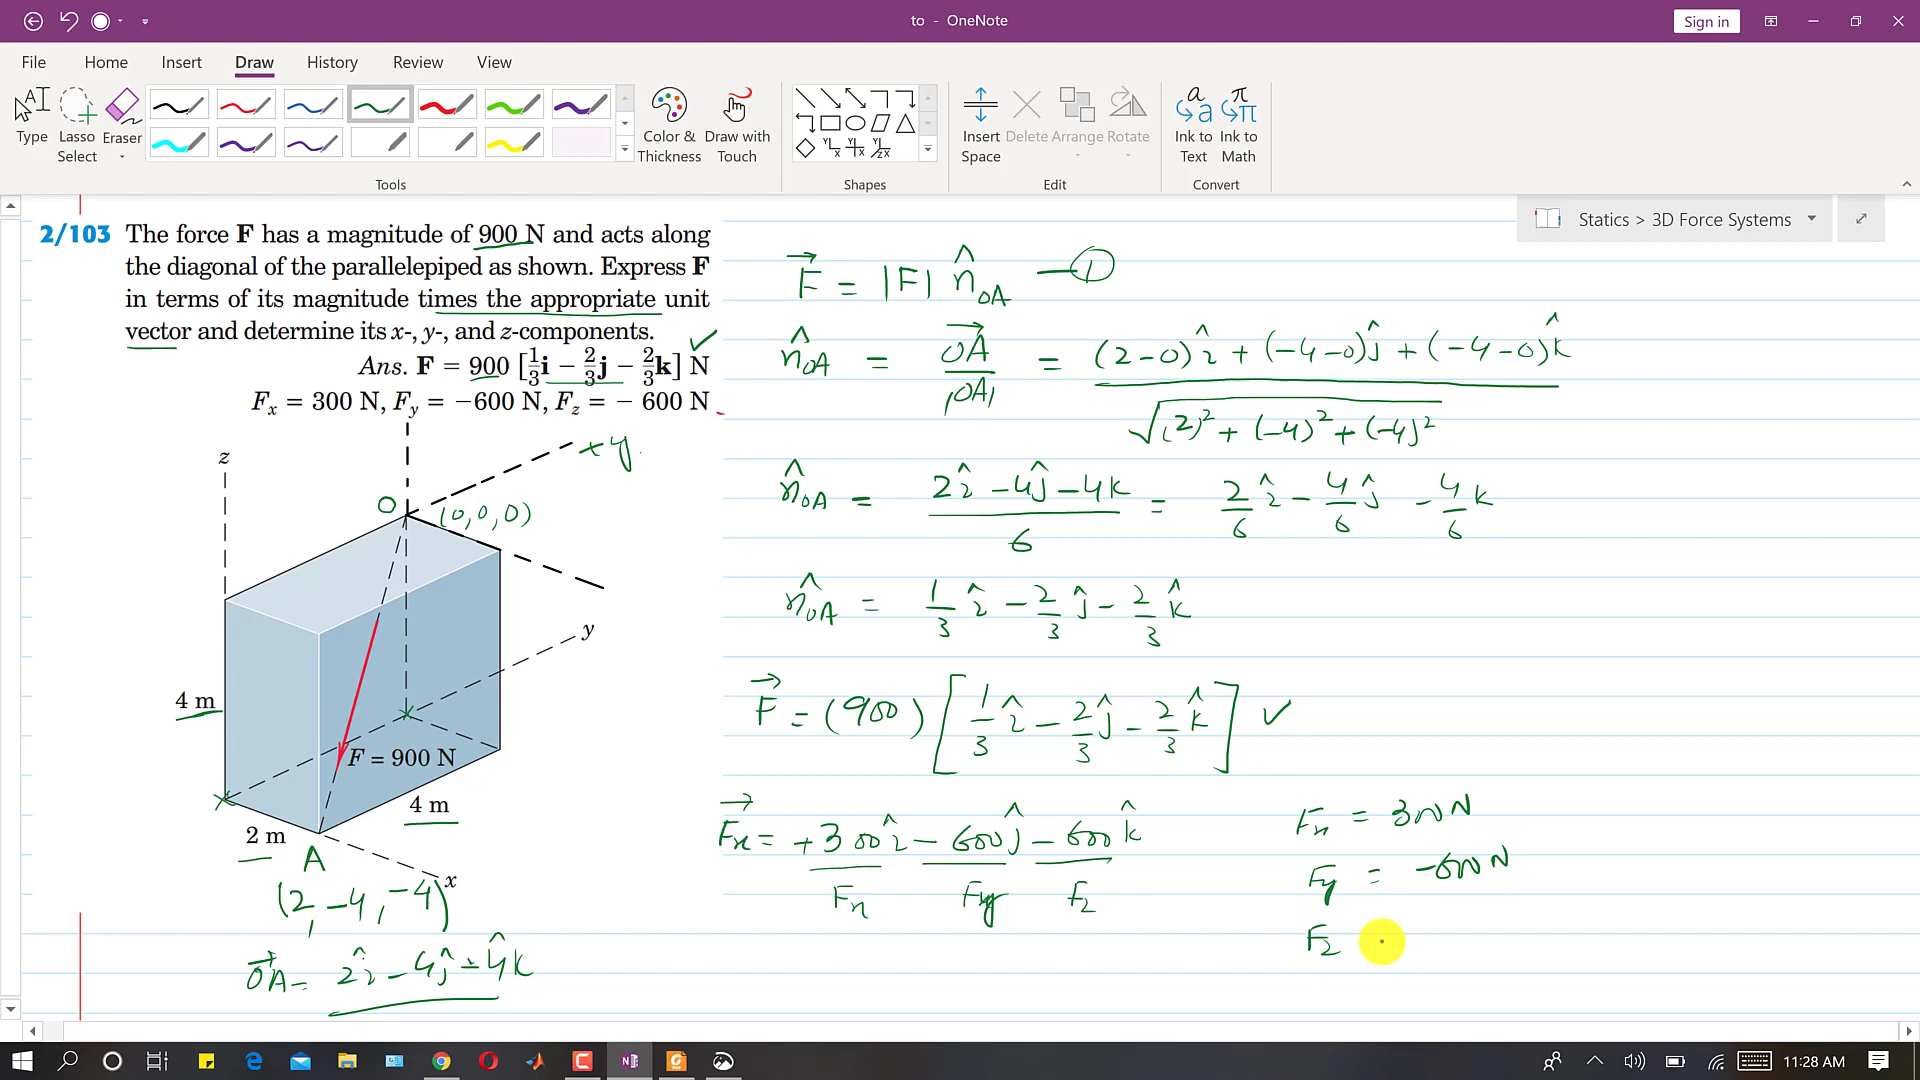 to - OneNote
Sign in
File Home Insert Draw History Review View
Type
Lasso Select
Eraser
Color & Thickness
Draw with Touch
Insert Space
Delete
Arrange
Rotate
Ink to Text
Ink to Math
Tools
Shapes
Edit
Convert
Statics > 3D Force Systems
2/103 The force F has a magnitude of 900 N and acts along
the diagonal of the parallelepiped as shown. Express F
in terms of its magnitude times the appropriate unit
vector and determine its x-, y-, and z-components.
Ans. F = 900 [1/3 i − 2/3 j − 2/3 k] N
Fx = 300 N, Fy = −600 N, Fz = − 600 N
z
+y
O (0,0,0)
y
4 m
F = 900 N
4 m
2 m
A
x
(2, -4, -4)
OA = 2î - 4ĵ - 4k̂
F = |F| n̂OA — 1
n̂OA = OA/|OA| = (2-0)î + (-4-0)ĵ + (-4-0)k̂ / √(2)² + (-4)² + (-4)²
n̂OA = 2î - 4ĵ - 4k / 6 = 2/6 î - 4/6 ĵ - 4/6 k
n̂OA = 1/3 î - 2/3 ĵ - 2/3 k̂
F = (900) [1/3 î - 2/3 ĵ - 2/3 k̂] ✓
Fx = +300î - 600ĵ - 600k̂
Fx Fy Fz
Fx = 300N
Fy = -600N
Fz
11:28 AM